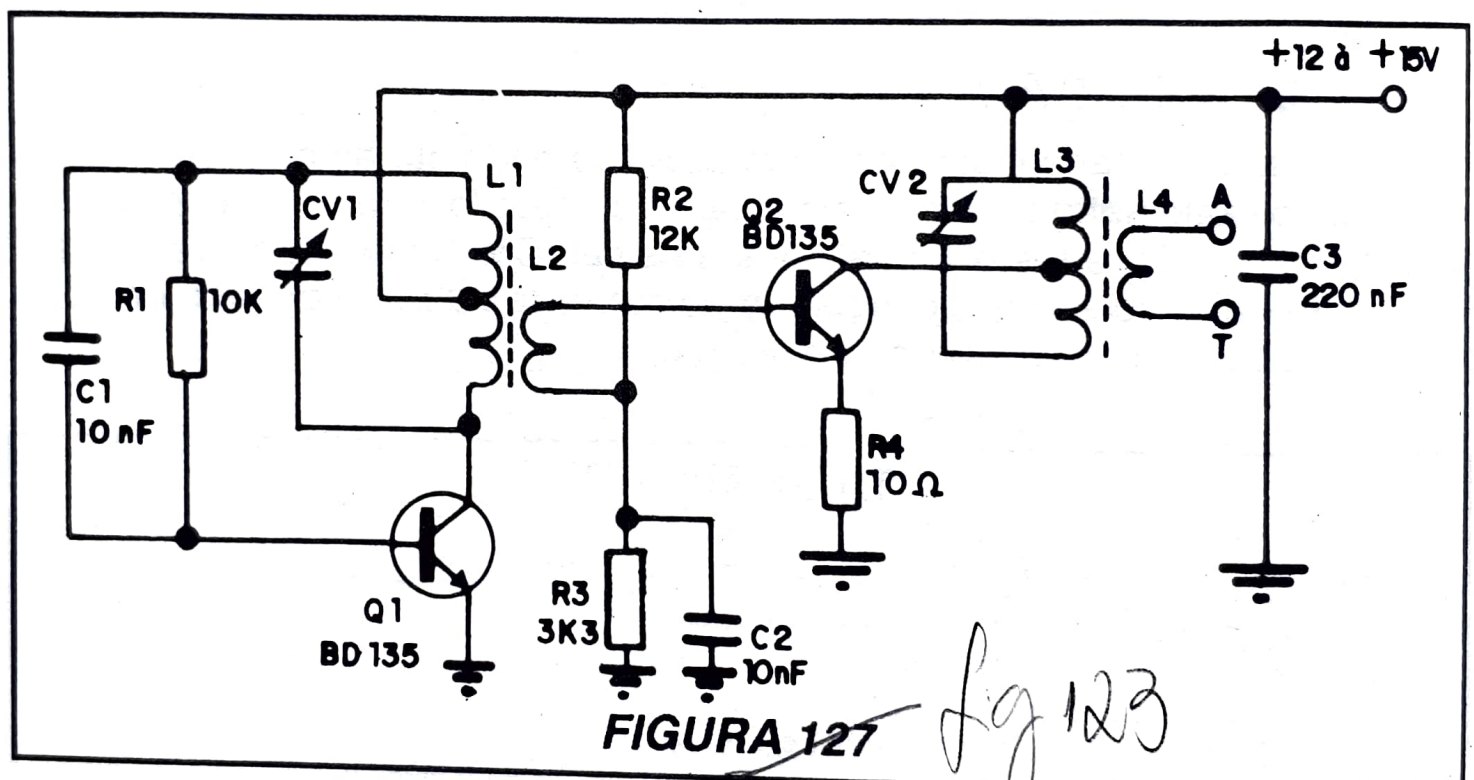 +12 à +15V
L1
CV1
R2
12K
CV2
L3
Q2
BD135
L4
A
L2
R1
10K
C3
220 nF
T
C1
10 nF
R4
10Ω
R3
3K3
Q1
BD 135
C2
10nF
FIGURA 127
fig 123